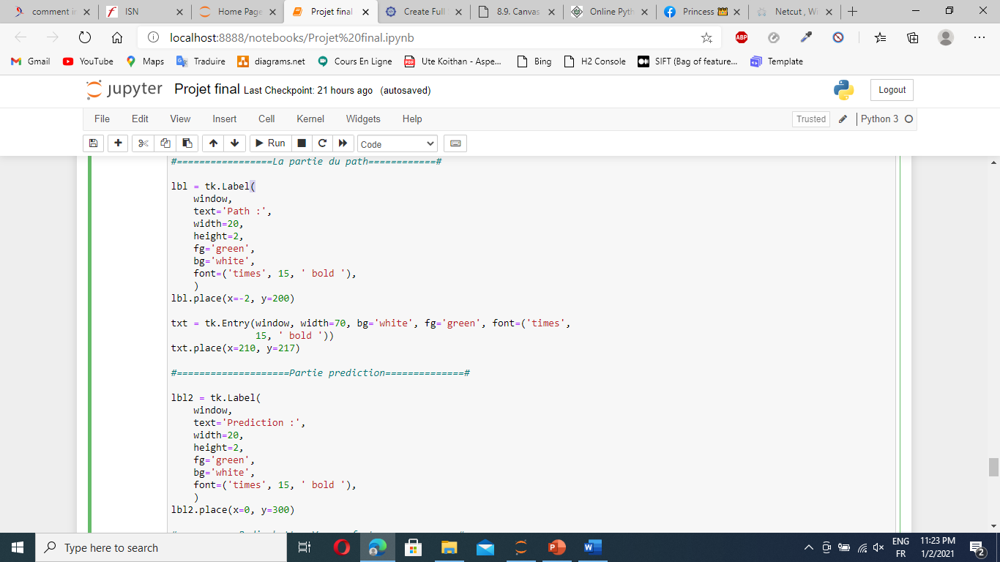 comment in
ISN
Home Page
Projet final
Create Full
8.9. Canvas
Online Pyth
Princess
Netcut , Wi
localhost:8888/notebooks/Projet%20final.ipynb
ABP
Gmail
YouTube
Maps
Traduire
diagrams.net
Cours En Ligne
PDF
Ute Koithan - Aspe...
Bing
H2 Console
SIFT (Bag of feature...
Template
jupyter
Projet final Last Checkpoint: 21 hours ago (autosaved)
Logout
File Edit View Insert Cell Kernel Widgets Help
Trusted
Python 3
Run
Code
#=================La partie du path============#
lbl = tk.Label(
    window,
    text='Path :',
    width=20,
    height=2,
    fg='green',
    bg='white',
    font=('times', 15, ' bold '),
    )
lbl.place(x=-2, y=200)
txt = tk.Entry(window, width=70, bg='white', fg='green', font=('times',
               15, ' bold '))
txt.place(x=210, y=217)
#====================Partie prediction==============#
lbl2 = tk.Label(
    window,
    text='Prediction :',
    width=20,
    height=2,
    fg='green',
    bg='white',
    font=('times', 15, ' bold '),
    )
lbl2.place(x=0, y=300)
Type here to search
ENG
FR
11:23 PM
1/2/2021
2